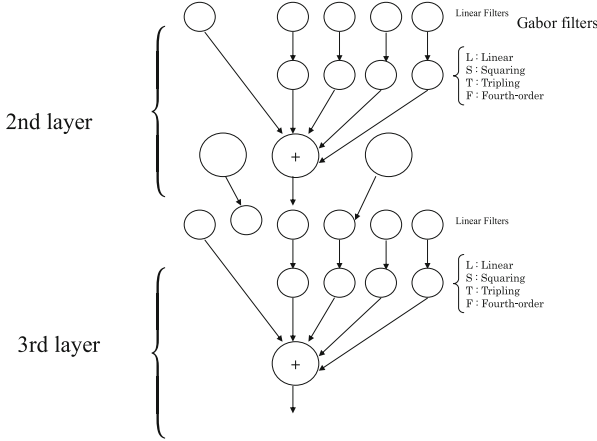 Linear Filters
Gabor filters
L : Linear
S : Squaring
T : Tripling
F : Fourth-order
2nd layer
+
Linear Filters
L : Linear
S : Squaring
T : Tripling
F : Fourth-order
3rd layer
+